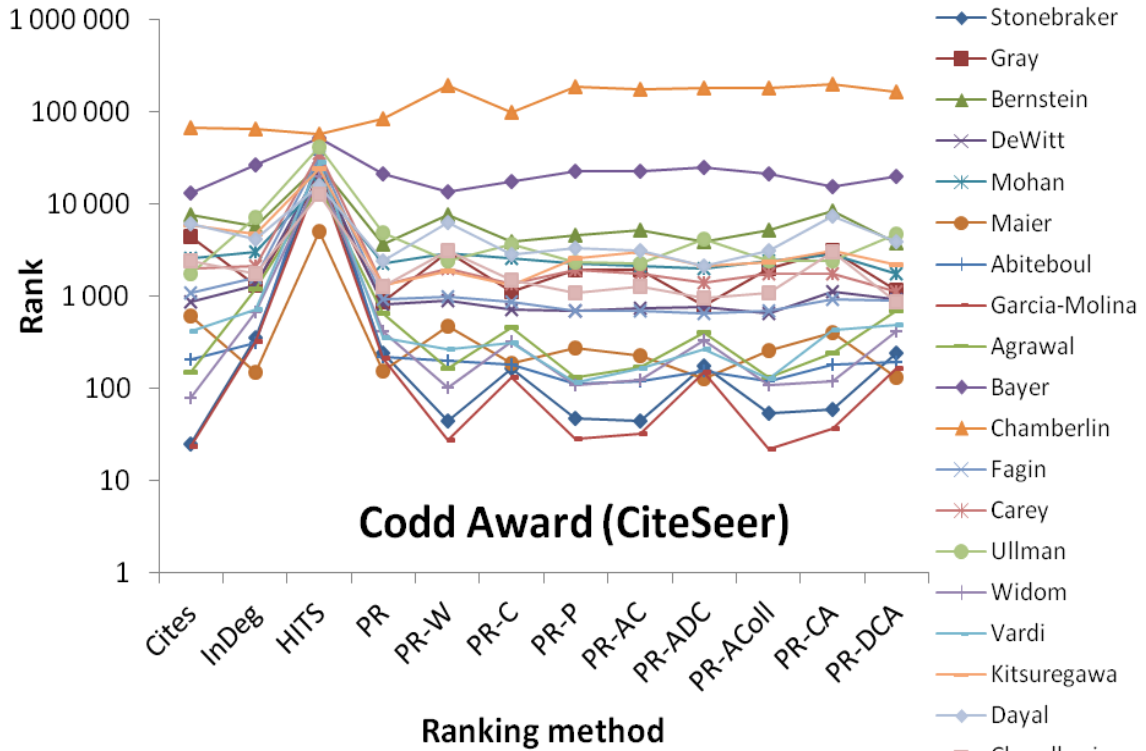 1 000 000
100 000
10 000
1 000
100
10
1
Rank
Codd Award (CiteSeer)
Cites
InDeg
HITS
PR
PR-W
PR-C
PR-P
PR-AC
PR-ADC
PR-AColl
PR-CA
PR-DCA
Ranking method
Stonebraker
Gray
Bernstein
DeWitt
Mohan
Maier
Abiteboul
Garcia-Molina
Agrawal
Bayer
Chamberlin
Fagin
Carey
Ullman
Widom
Vardi
Kitsuregawa
Dayal